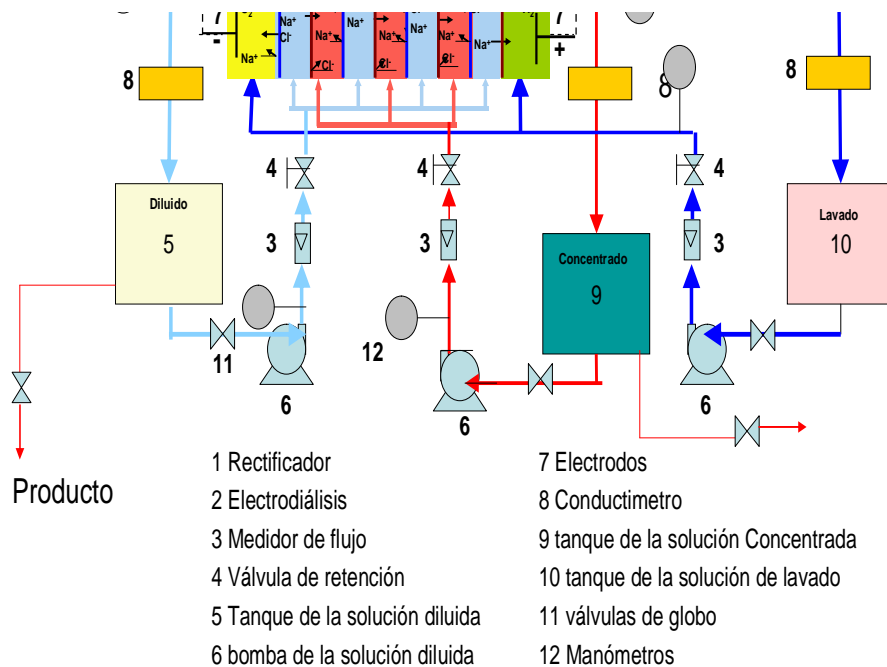 7
2
Na⁺
Na⁺
Na⁺
Na⁺
Na⁺
7
Cl⁻
Na⁺
Na⁺
Na⁺
Na⁺
-
+
Cl⁻
Cl⁻
Cl⁻
8
8
8
4
4
4
Diluido
5
3
3
3
Lavado
10
Concentrado
9
11
12
6
6
6
Producto
1 Rectificador
2 Electrodiálisis
3 Medidor de flujo
4 Válvula de retención
5 Tanque de la solución diluida
6 bomba de la solución diluida
7 Electrodos
8 Conductimetro
9 tanque de la solución Concentrada
10 tanque de la solución de lavado
11 válvulas de globo
12 Manómetros